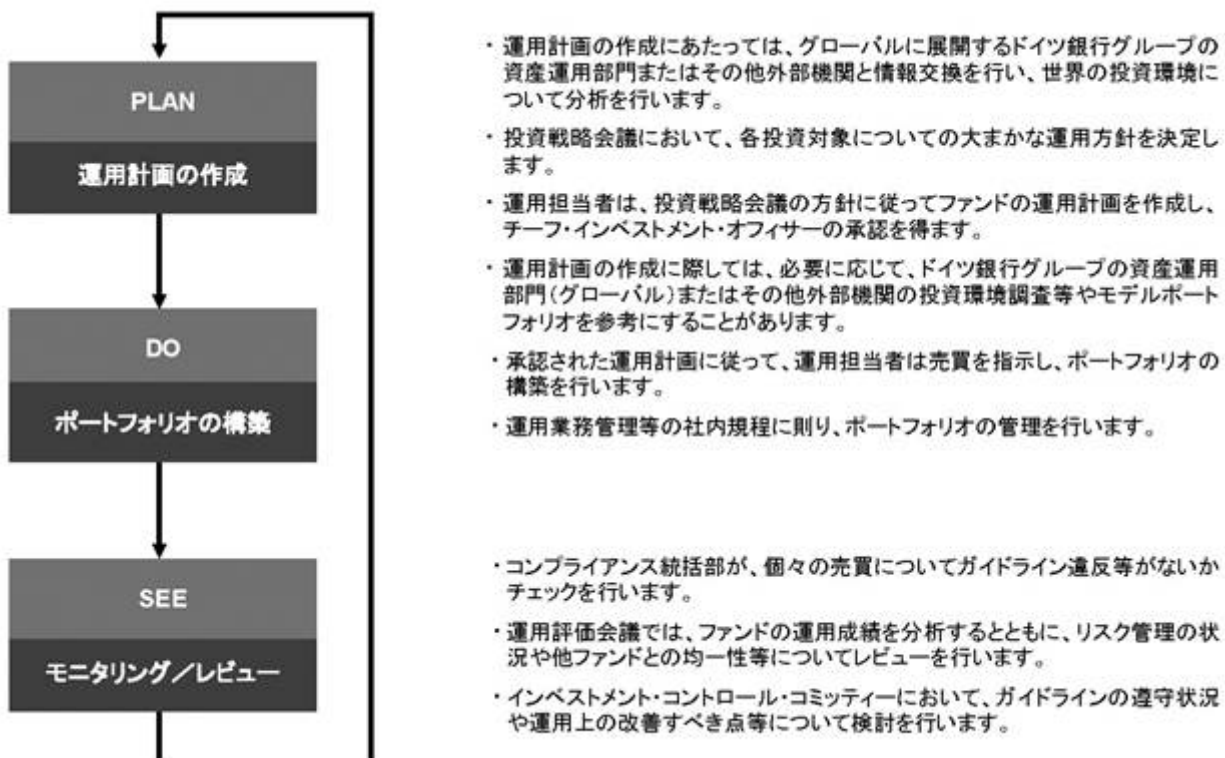 PLAN
運用計画の作成
・運用計画の作成にあたっては、グローバルに展開するドイツ銀行グループの
資産運用部門またはその他外部機関と情報交換を行い、世界の投資環境に
ついて分析を行います。
・投資戦略会議において、各投資対象についての大まかな運用方針を決定し
ます。
・運用担当者は、投資戦略会議の方針に従ってファンドの運用計画を作成し、
チーフ・インベストメント・オフィサーの承認を得ます。
・運用計画の作成に際しては、必要に応じて、ドイツ銀行グループの資産運用
部門(グローバル)またはその他外部機関の投資環境調査等やモデルポート
フォリオを参考にすることがあります。
DO
ポートフォリオの構築
・承認された運用計画に従って、運用担当者は売買を指示し、ポートフォリオの
構築を行います。
・運用業務管理等の社内規程に則り、ポートフォリオの管理を行います。
SEE
モニタリング／レビュー
・コンプライアンス統括部が、個々の売買についてガイドライン違反等がないか
チェックを行います。
・運用評価会議では、ファンドの運用成績を分析するとともに、リスク管理の状
況や他ファンドとの均一性等についてレビューを行います。
・インベストメント・コントロール・コミッティーにおいて、ガイドラインの遵守状況
や運用上の改善すべき点等について検討を行います。